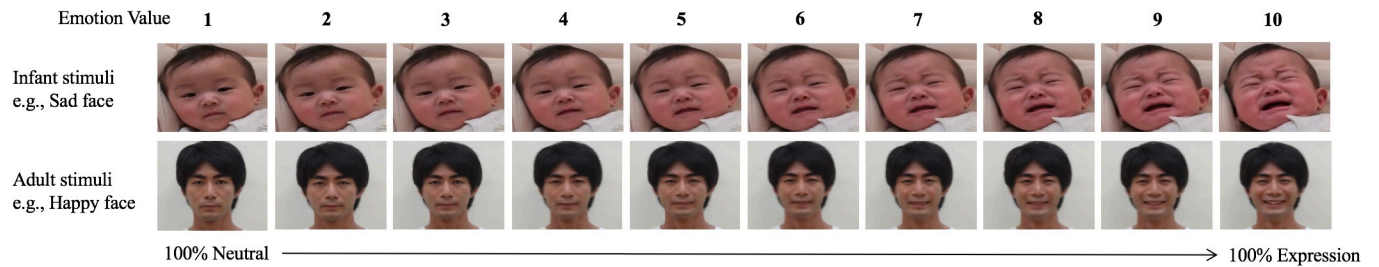 Emotion Value 1 2 3 4 5 6 7 8 9 10
Infant stimuli
e.g., Sad face
Adult stimuli
e.g., Happy face
100% Neutral 100% Expression